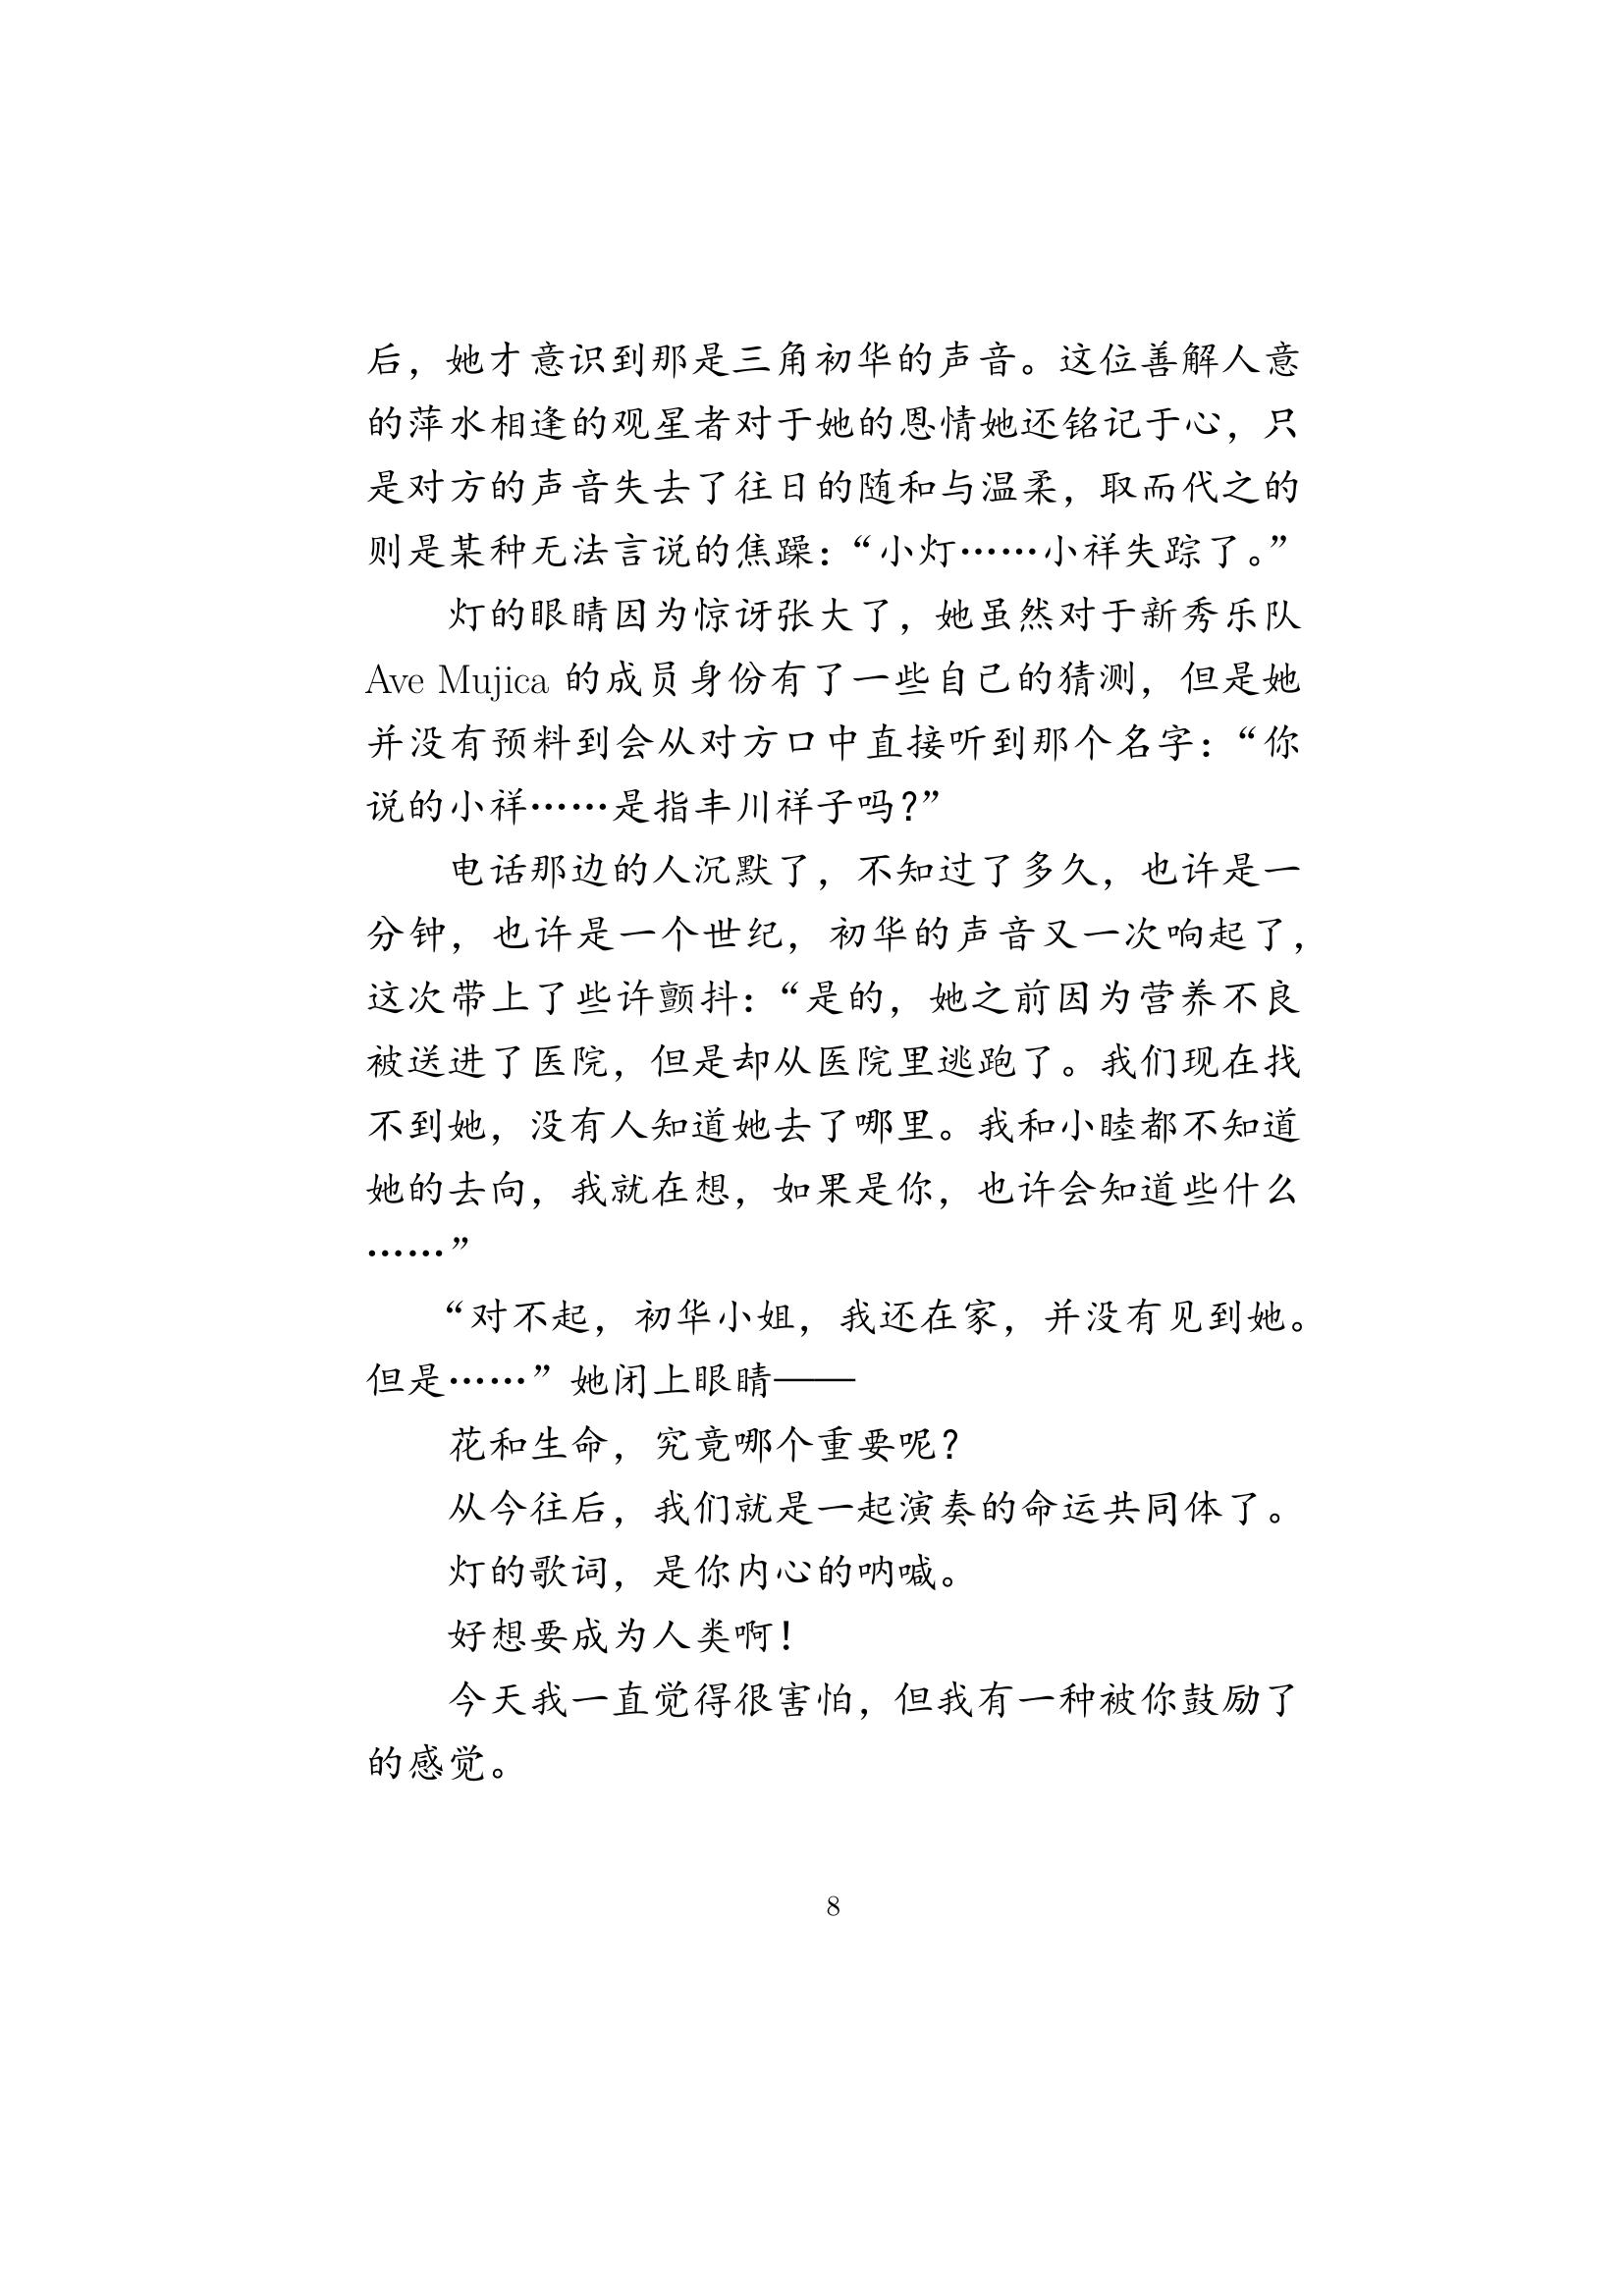 后，她才意识到那是三角初华的声音。这位善解人意
的萍水相逢的观星者对于她的恩情她还铭记于心，只
是对方的声音失去了往日的随和与温柔，取而代之的
则是某种无法言说的焦躁：“小灯……小祥失踪了。”
灯的眼睛因为惊讶张大了，她虽然对于新秀乐队
Ave Mujica 的成员身份有了一些自己的猜测，但是她
并没有预料到会从对方口中直接听到那个名字：“你
说的小祥……是指丰川祥子吗？”
电话那边的人沉默了，不知过了多久，也许是一
分钟，也许是一个世纪，初华的声音又一次响起了，
这次带上了些许颤抖：“是的，她之前因为营养不良
被送进了医院，但是却从医院里逃跑了。我们现在找
不到她，没有人知道她去了哪里。我和小睦都不知道
她的去向，我就在想，如果是你，也许会知道些什么
……”
“对不起，初华小姐，我还在家，并没有见到她。
但是……”她闭上眼睛——
花和生命，究竟哪个重要呢？
从今往后，我们就是一起演奏的命运共同体了。
灯的歌词，是你内心的呐喊。
好想要成为人类啊！
今天我一直觉得很害怕，但我有一种被你鼓励了
的感觉。
8